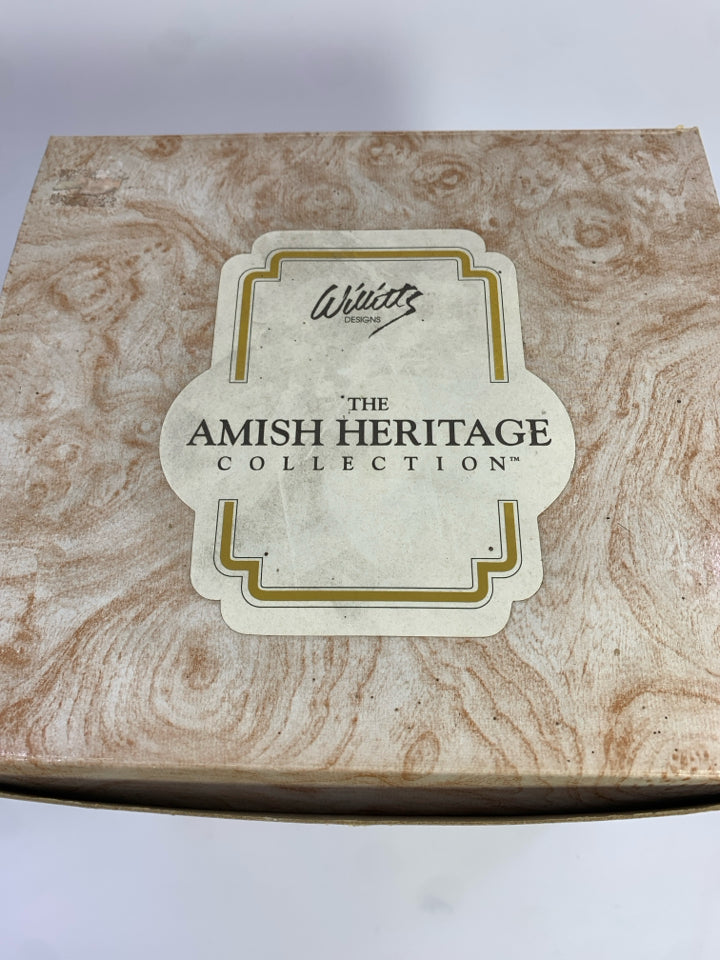 Willitts
DESIGNS
THE
AMISH HERITAGE
COLLECTION™